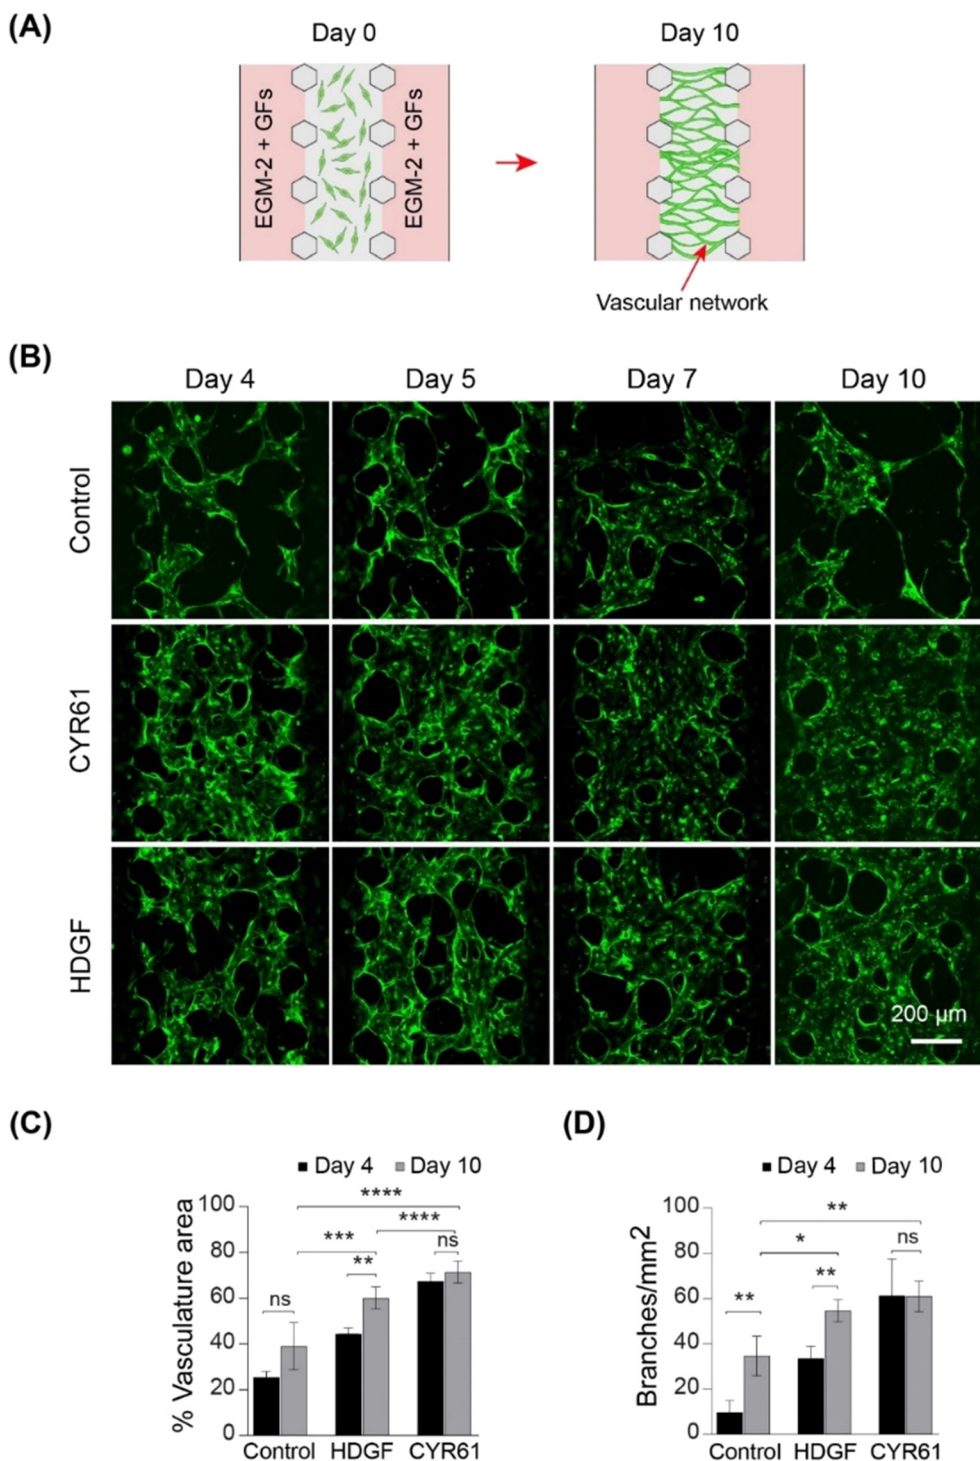 (A)
Day 0
Day 10
EGM-2 + GFs
EGM-2 + GFs
Vascular network
(B)
Day 4
Day 5
Day 7
Day 10
Control
CYR61
HDGF
200 µm
(C)
■ Day 4 ■ Day 10
% Vasculature area
100
80
60
40
20
0
****
****
***
ns
**
ns
Control
HDGF
CYR61
(D)
■ Day 4 ■ Day 10
Branches/mm2
100
80
60
40
20
0
**
*
ns
**
**
Control
HDGF
CYR61